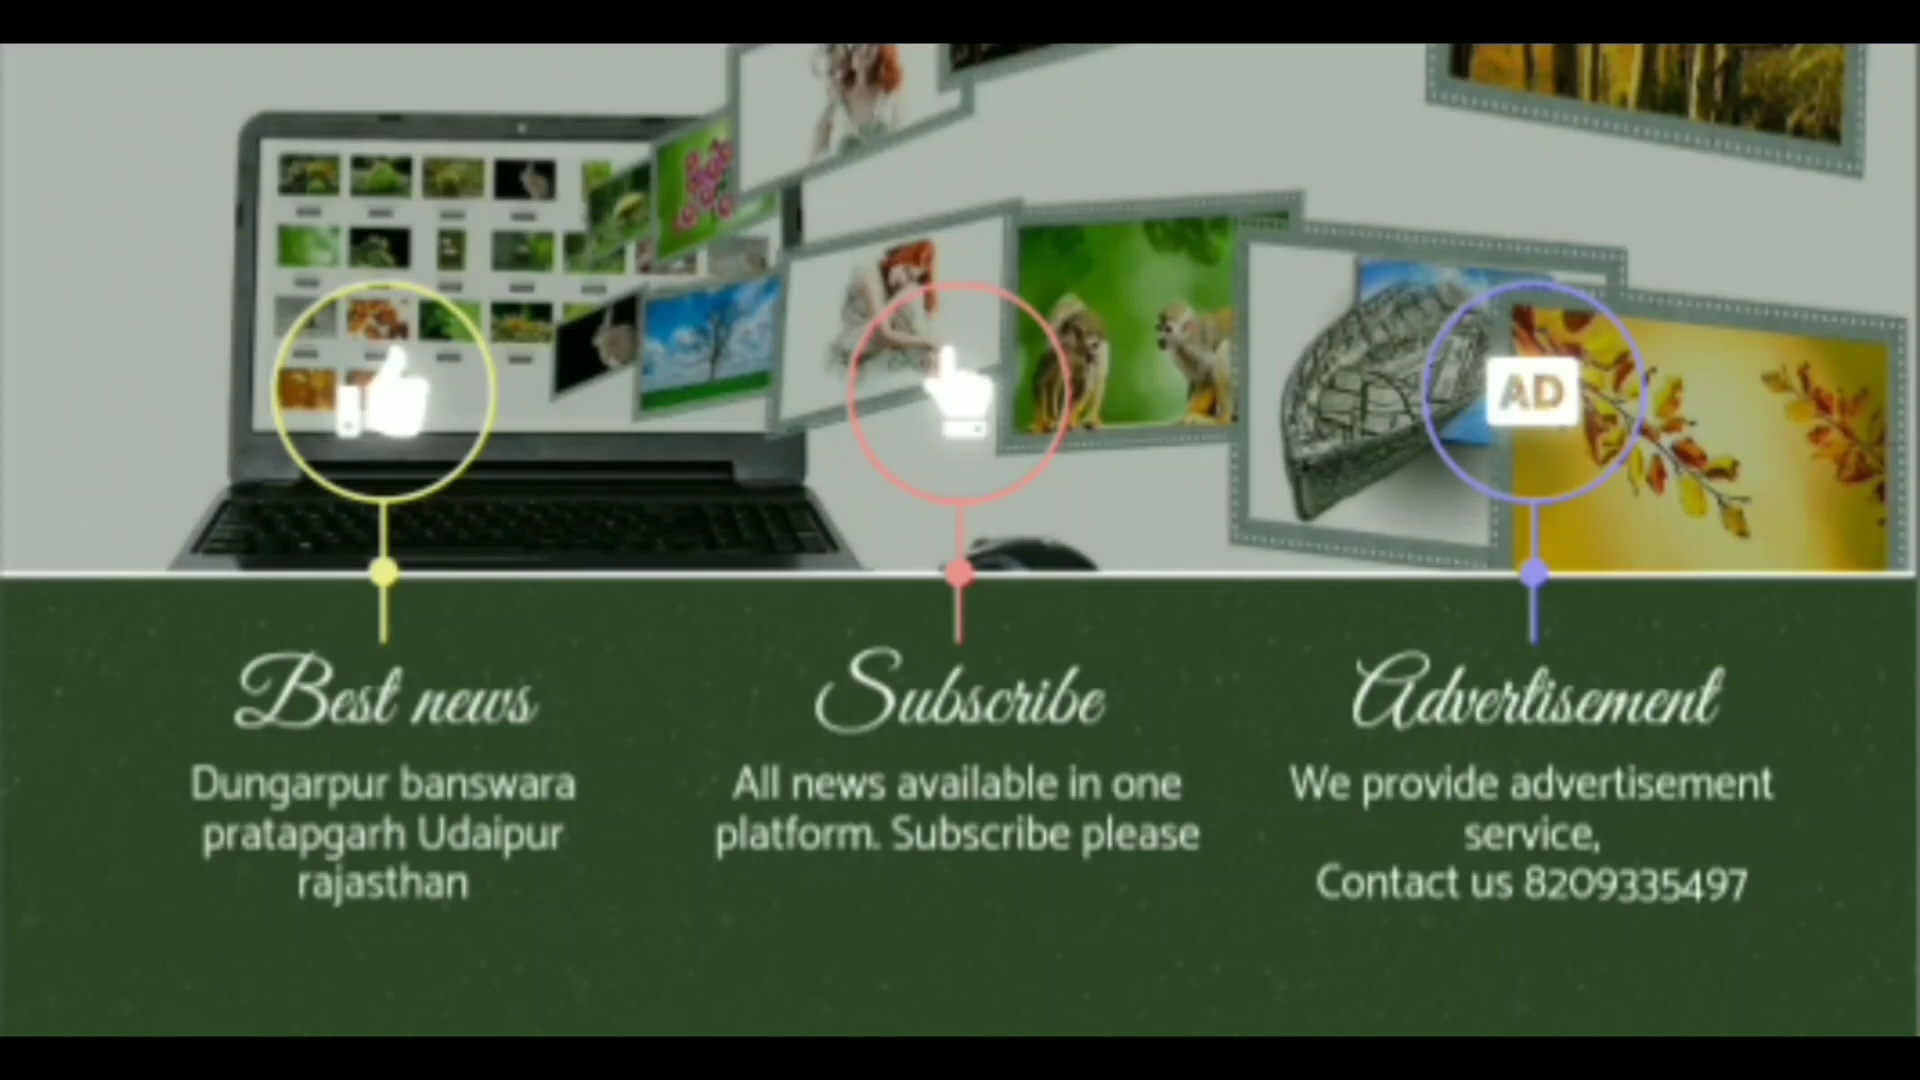 AD
Best news
Dungarpur banswara
pratapgarh Udaipur
rajasthan
Subscribe
All news available in one
platform. Subscribe please
Advertisement
We provide advertisement
service,
Contact us 8209335497